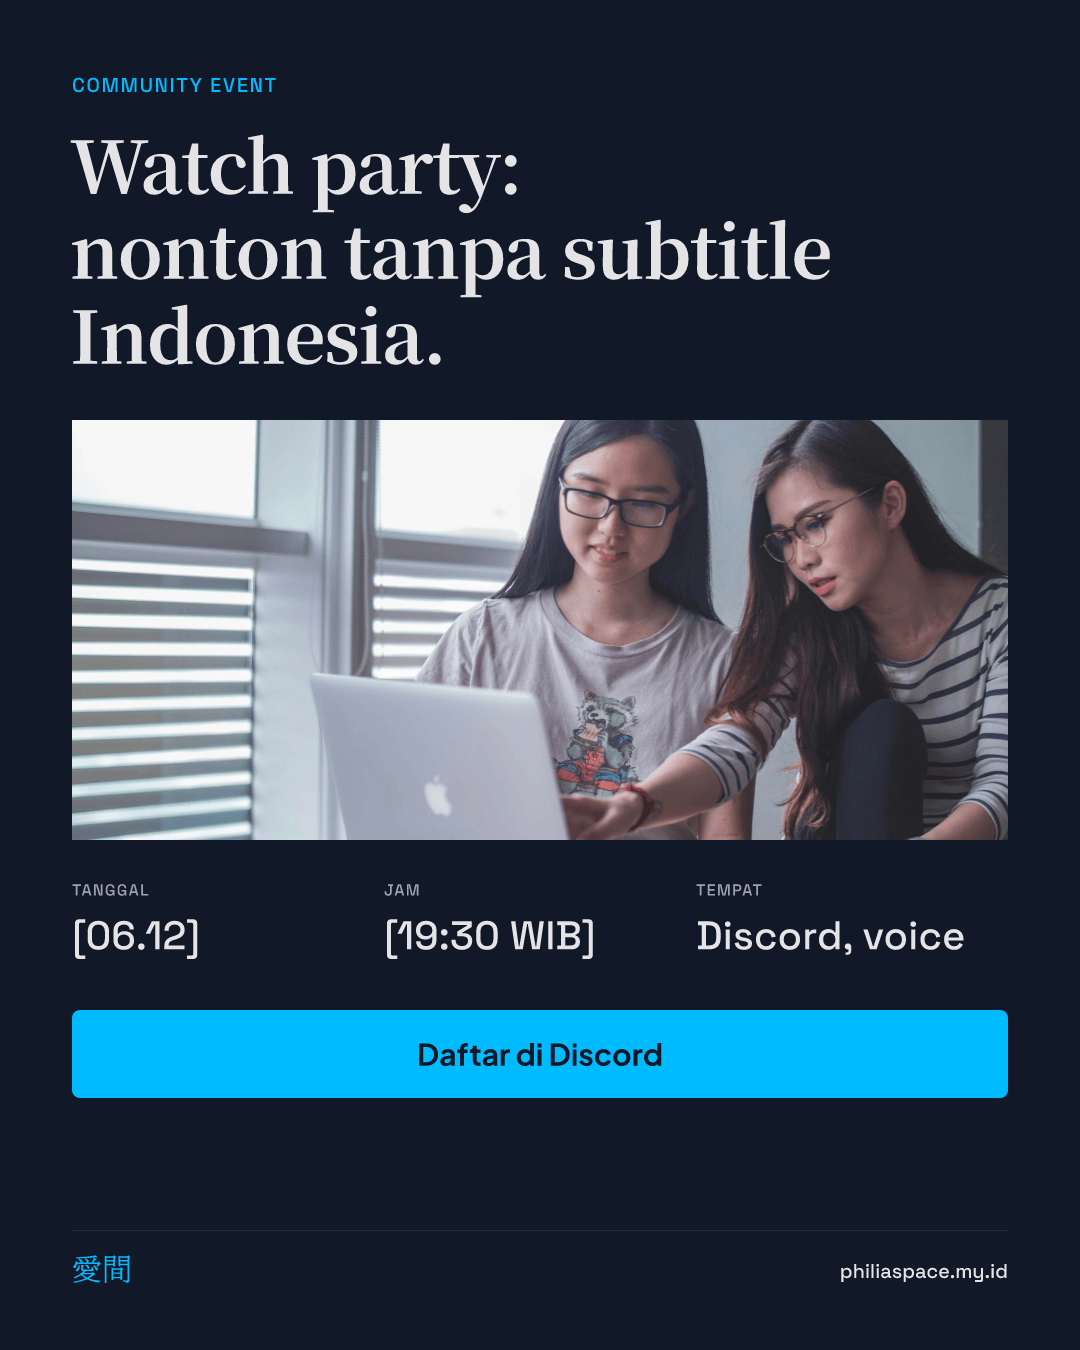 COMMUNITY EVENT
Watch party:
nonton tanpa subtitle
Indonesia.
TANGGAL
JAM
TEMPAT
[06.12]
[19:30 WIB]
Discord, voice
Daftar di Discord
愛間
philiaspace.my.id